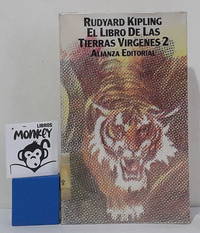 RUDYARD KIPLING
EL LIBRO DE LAS
TIERRAS VIRGENES 2
ALIANZA EDITORIAL
LIBROS
MONKEY